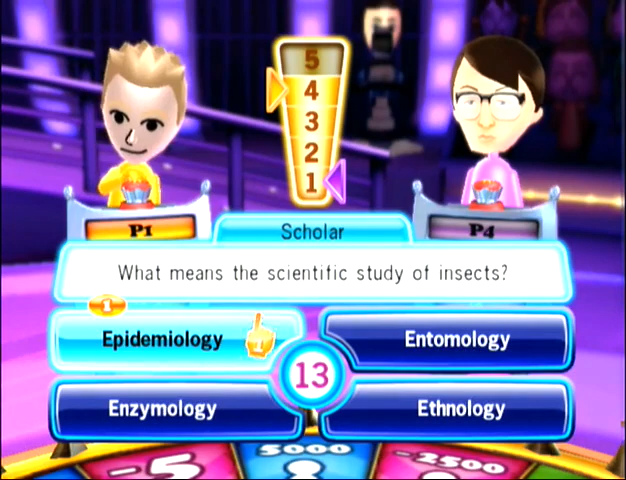 5
4
3
2
1
P1
Scholar
P4
What means the scientific study of insects?
1
Epidemiology
1
Entomology
13
Enzymology
Ethnology
-5
5000
-2500